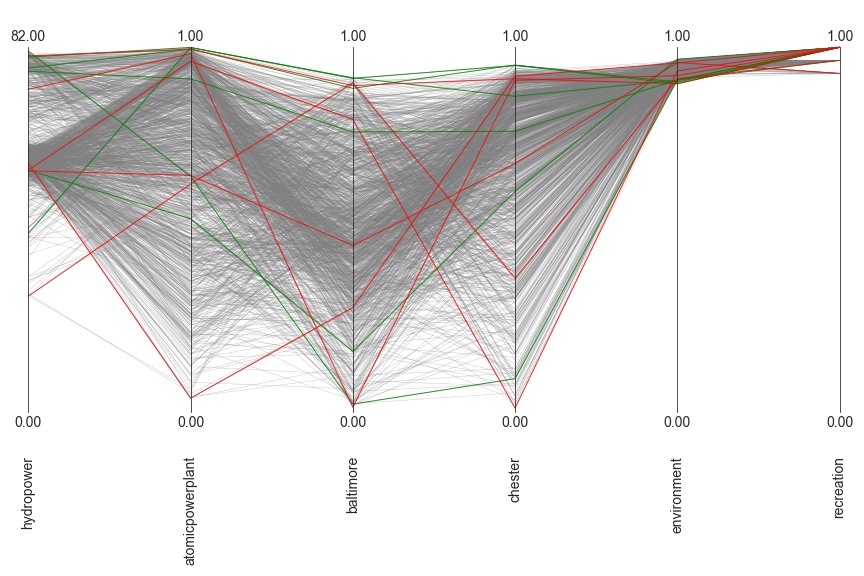 82.00 1.00 1.00 1.00 1.00 1.00
0.00 0.00 0.00 0.00 0.00 0.00
hydropower
atomicpowerplant
baltimore
chester
environment
recreation